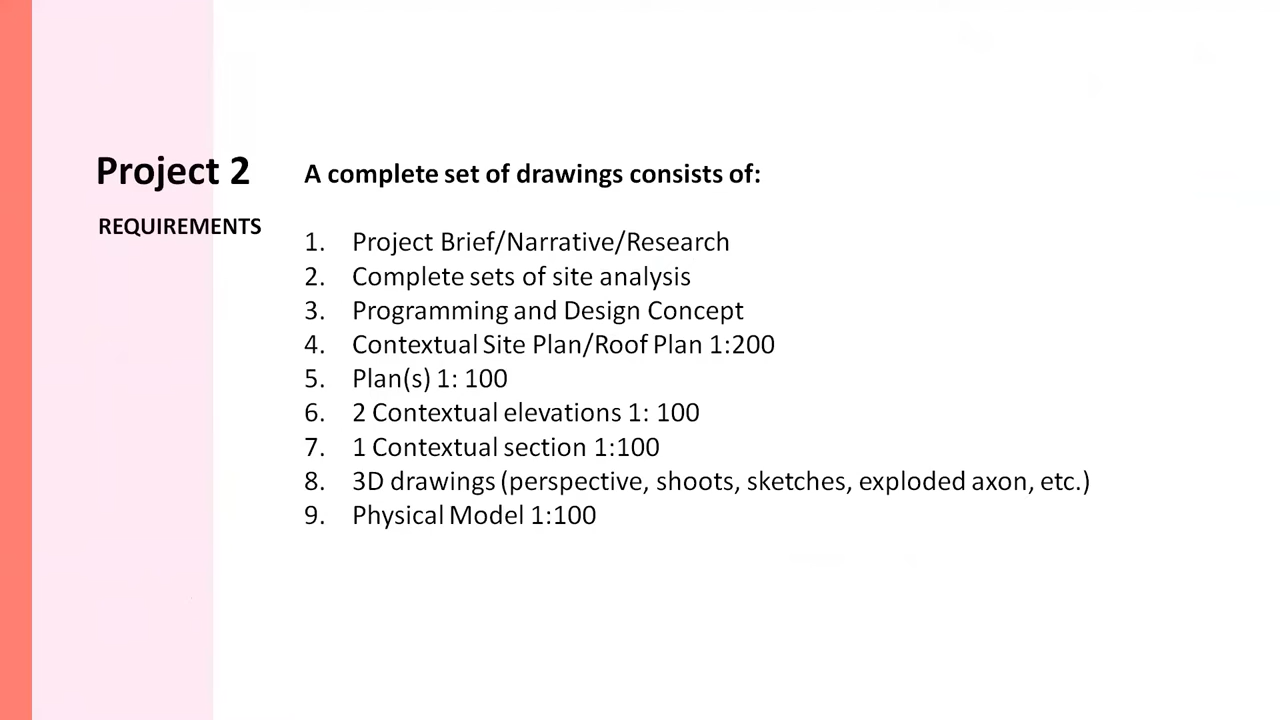 Project 2
REQUIREMENTS
A complete set of drawings consists of:
1. Project Brief/Narrative/Research
2. Complete sets of site analysis
3. Programming and Design Concept
4. Contextual Site Plan/Roof Plan 1:200
5. Plan(s) 1: 100
6. 2 Contextual elevations 1: 100
7. 1 Contextual section 1:100
8. 3D drawings (perspective, shoots, sketches, exploded axon, etc.)
9. Physical Model 1:100